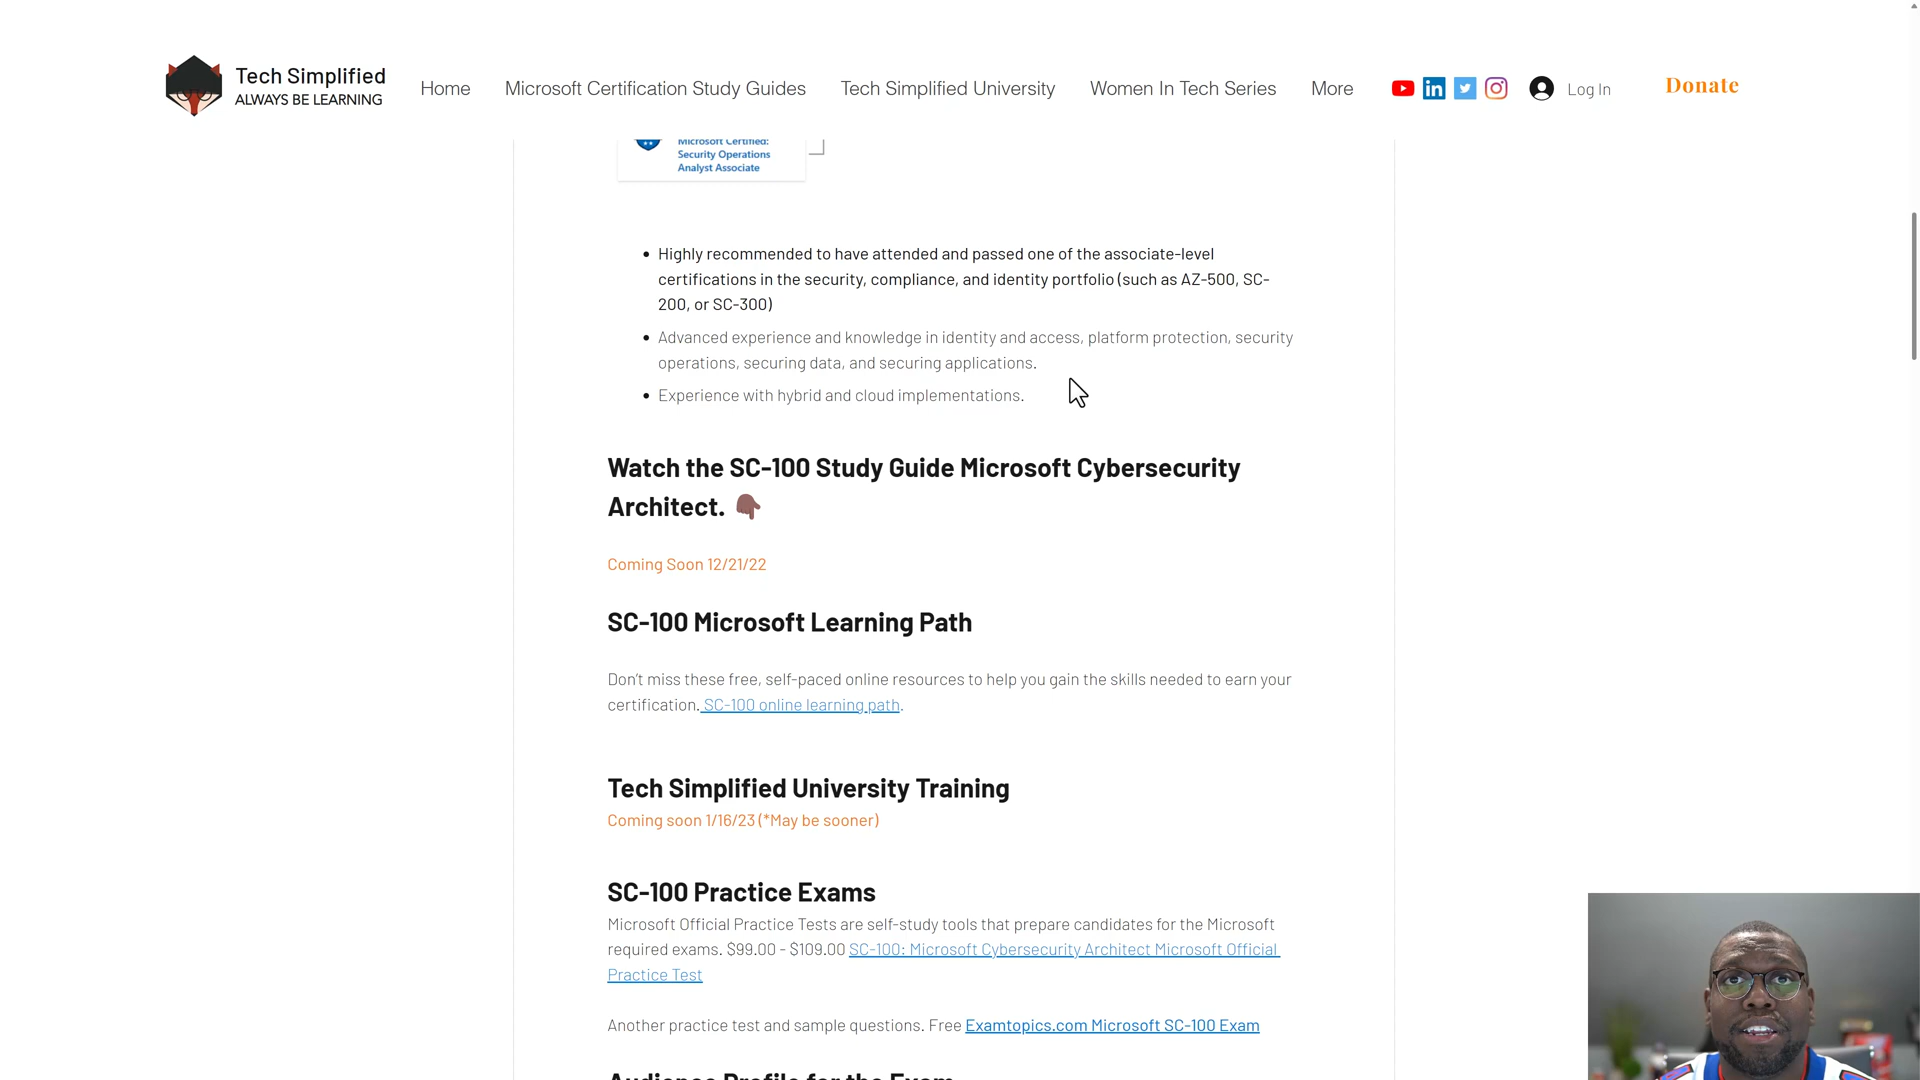 Tech Simplified
ALWAYS BE LEARNING
Home
Microsoft Certification Study Guides
Tech Simplified University
Women In Tech Series
More
Log In
Donate
Microsoft Certified:
Security Operations
Analyst Associate
Highly recommended to have attended and passed one of the associate-level
certifications in the security, compliance, and identity portfolio (such as AZ-500, SC-
200, or SC-300)
Advanced experience and knowledge in identity and access, platform protection, security
operations, securing data, and securing applications.
Experience with hybrid and cloud implementations.
Watch the SC-100 Study Guide Microsoft Cybersecurity
Architect. 👇🏾
Coming Soon 12/21/22
SC-100 Microsoft Learning Path
Don't miss these free, self-paced online resources to help you gain the skills needed to earn your
certification. SC-100 online learning path.
Tech Simplified University Training
Coming soon 1/16/23 (*May be sooner)
SC-100 Practice Exams
Microsoft Official Practice Tests are self-study tools that prepare candidates for the Microsoft
required exams. $99.00 - $109.00 SC-100: Microsoft Cybersecurity Architect Microsoft Official
Practice Test
Another practice test and sample questions. Free Examtopics.com Microsoft SC-100 Exam
Audience Profile for the Exam